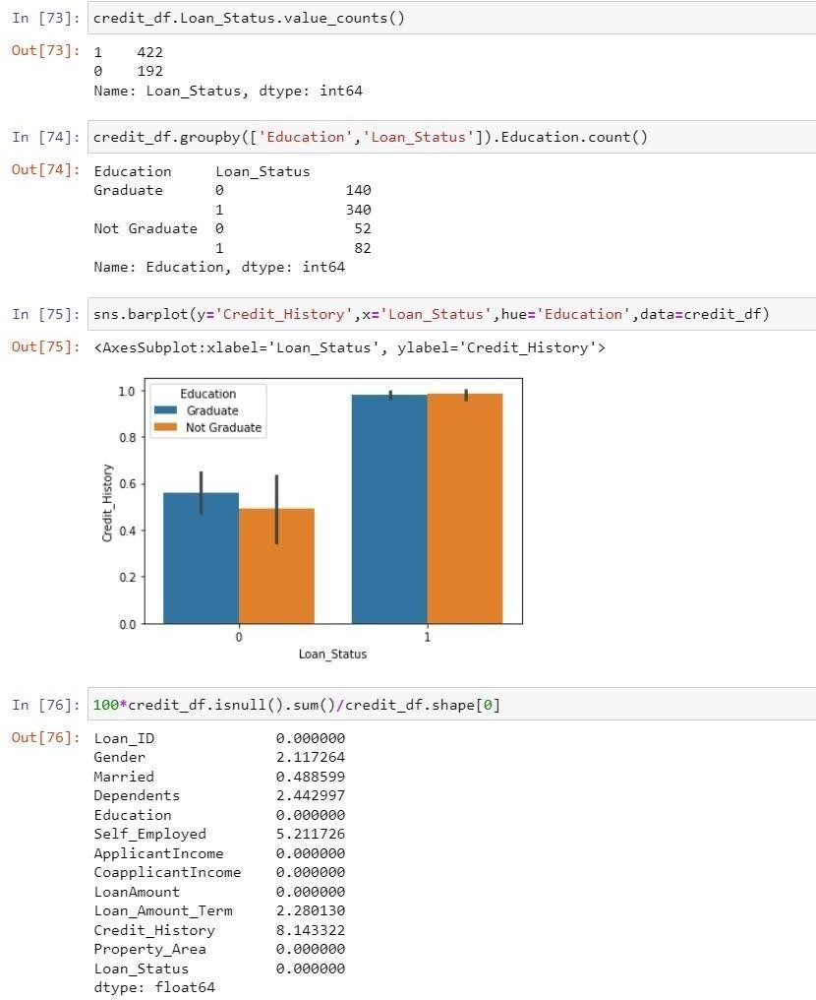 In [73]: credit_df.Loan_Status.value_counts()
Out[73]: 1    422
0    192
Name: Loan_Status, dtype: int64
In [74]: credit_df.groupby(['Education','Loan_Status']).Education.count()
Out[74]: Education     Loan_Status
Graduate      0              140
1              340
Not Graduate  0               52
1               82
Name: Education, dtype: int64
In [75]: sns.barplot(y='Credit_History',x='Loan_Status',hue='Education',data=credit_df)
Out[75]: <AxesSubplot:xlabel='Loan_Status', ylabel='Credit_History'>
Education
Graduate
Not Graduate
1.0
0.8
0.6
0.4
0.2
0.0
Credit_History
0 1
Loan_Status
In [76]: 100*credit_df.isnull().sum()/credit_df.shape[0]
Out[76]: Loan_ID              0.000000
Gender               2.117264
Married              0.488599
Dependents           2.442997
Education            0.000000
Self_Employed        5.211726
ApplicantIncome      0.000000
CoapplicantIncome    0.000000
LoanAmount           0.000000
Loan_Amount_Term     2.280130
Credit_History       8.143322
Property_Area        0.000000
Loan_Status          0.000000
dtype: float64